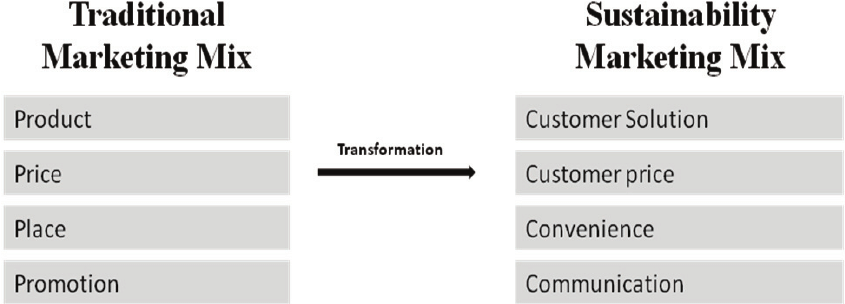 Traditional
Marketing Mix
Sustainability
Marketing Mix
Product
Price
Place
Promotion
Transformation
Customer Solution
Customer price
Convenience
Communication